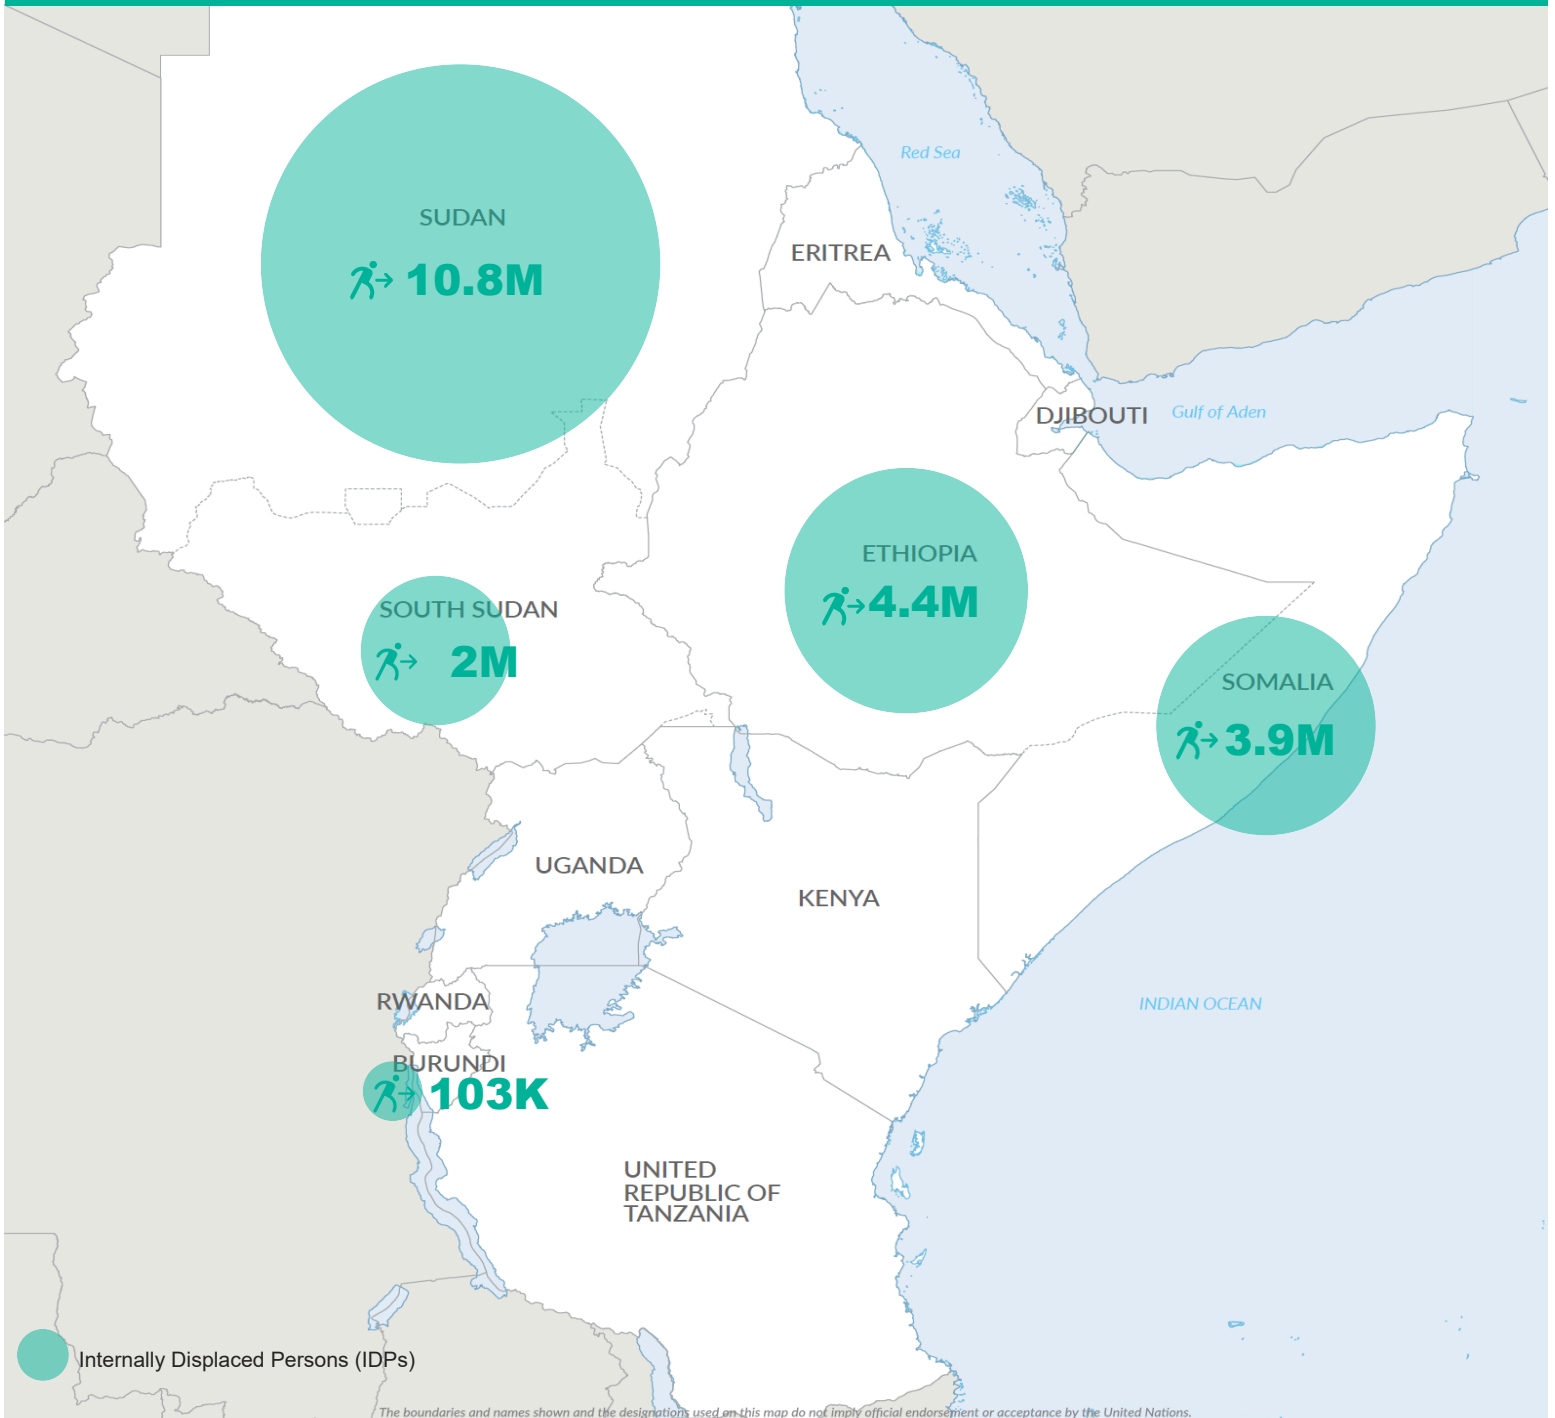 Red Sea
SUDAN
10.8M
ERITREA
DJIBOUTI
Gulf of Aden
ETHIOPIA
4.4M
SOUTH SUDAN
2M
SOMALIA
3.9M
UGANDA
KENYA
RWANDA
INDIAN OCEAN
BURUNDI
103K
UNITED
REPUBLIC OF
TANZANIA
Internally Displaced Persons (IDPs)
The boundaries and names shown and the designations used on this map do not imply official endorsement or acceptance by the United Nations.